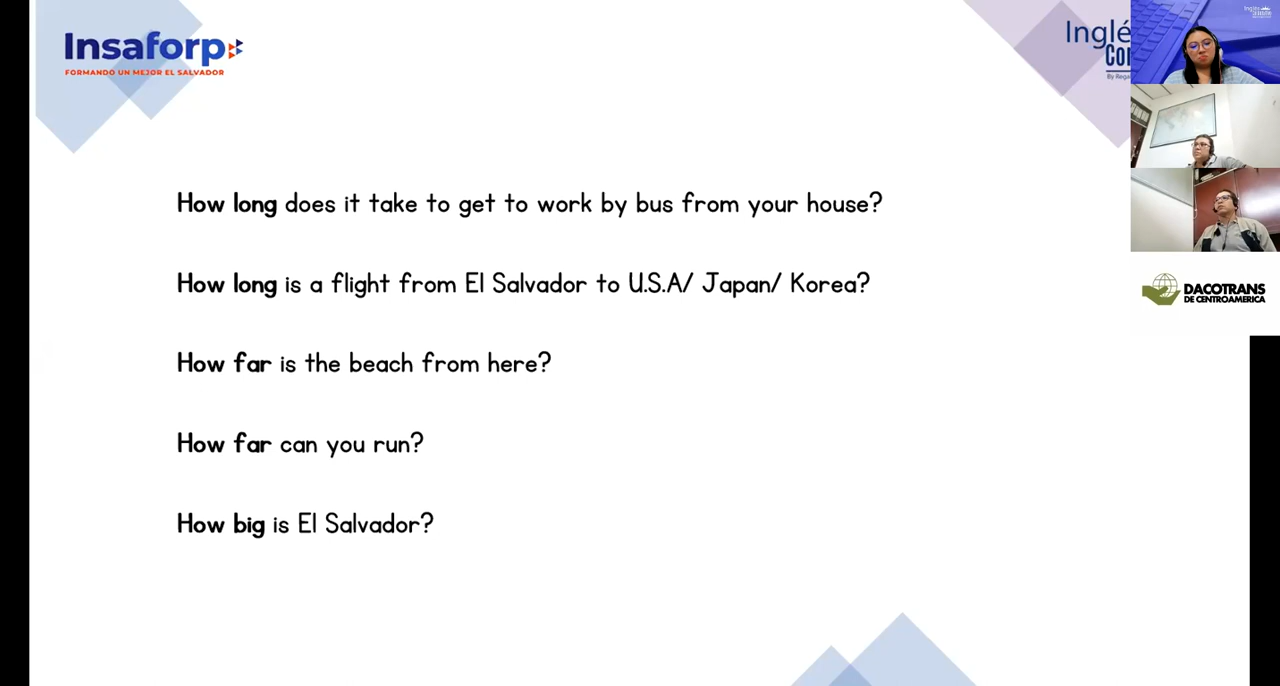 Insaforp
FORMANDO UN MEJOR EL SALVADOR
Inglé
By Rega
How long does it take to get to work by bus from your house?
How long is a flight from El Salvador to U.S.A/ Japan/ Korea?
How far is the beach from here?
How far can you run?
How big is El Salvador?
DACOTRANS
DE CENTROAMERICA